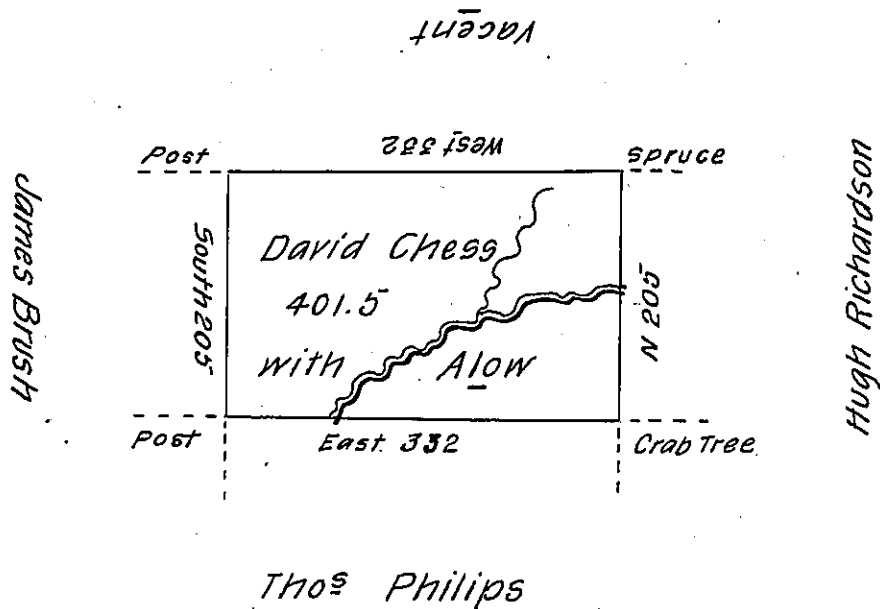 Vacent
West 332
Post
Spruce
James Brush
South 205
David Chess
401.5
with Alow
N 205
Hugh Richardson
Post
East 332
Crab Tree
Thos Philips